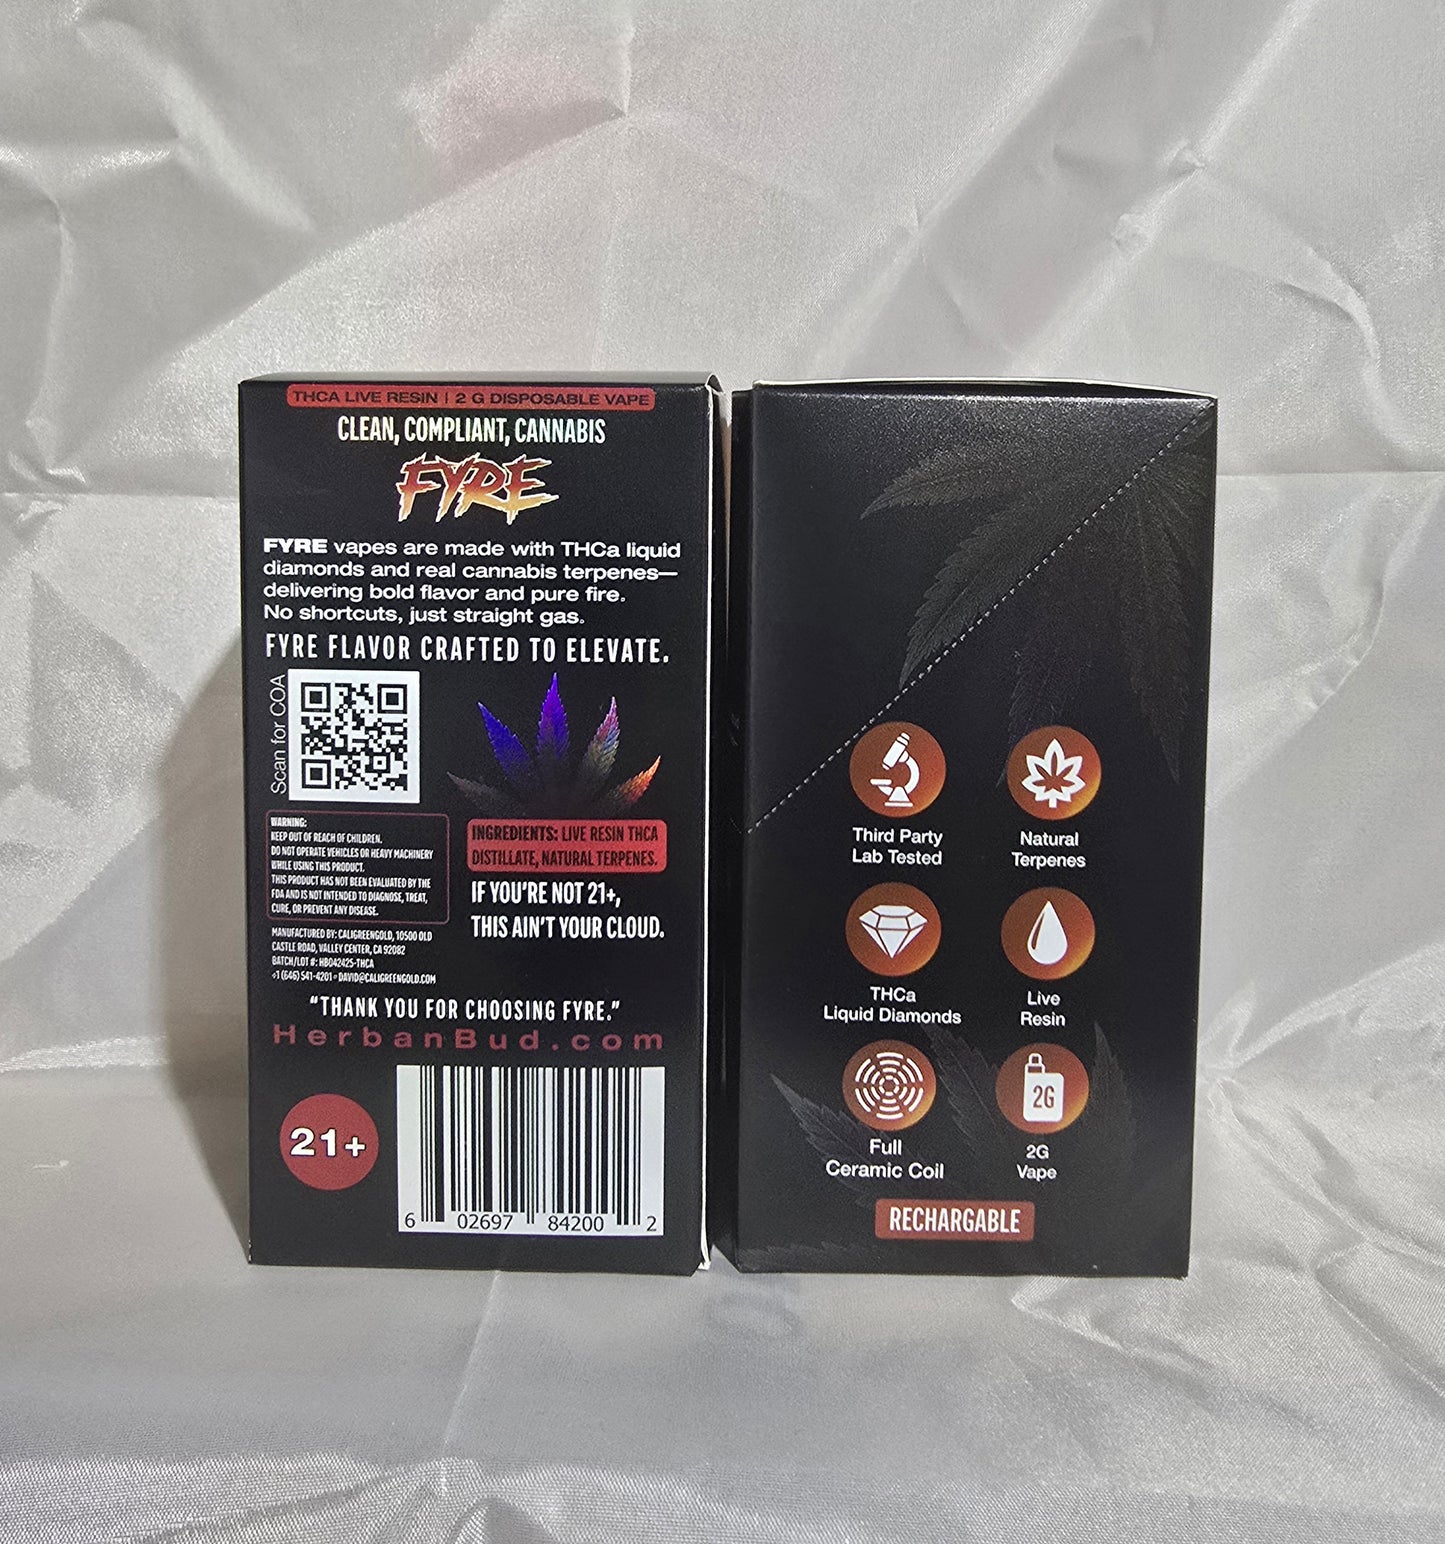 THCA LIVE RESIN | 2 G DISPOSABLE VAPE
CLEAN, COMPLIANT, CANNABIS
FYRE
FYRE vapes are made with THCa liquid
diamonds and real cannabis terpenes—
delivering bold flavor and pure fire.
No shortcuts, just straight gas.
FYRE FLAVOR CRAFTED TO ELEVATE.
Scan for COA
WARNING:
KEEP OUT OF REACH OF CHILDREN.
DO NOT OPERATE VEHICLES OR HEAVY MACHINERY
WHILE USING THIS PRODUCT.
THIS PRODUCT HAS NOT BEEN EVALUATED BY THE
FDA AND IS NOT INTENDED TO DIAGNOSE, TREAT,
CURE, OR PREVENT ANY DISEASE.
INGREDIENTS: LIVE RESIN THCA
DISTILLATE, NATURAL TERPENES.
IF YOU'RE NOT 21+,
THIS AIN'T YOUR CLOUD.
MANUFACTURED BY: CALIGREENGOLD, 10500 OLD
CASTLE ROAD, VALLEY CENTER, CA 92082
BATCH/LOT #: HB042425-THCA
+1 (646) 541-4201 - DAVID@CALIGREENGOLD.COM
"THANK YOU FOR CHOOSING FYRE."
HerbanBud.com
21+
6 02697 84200 2
Third Party
Lab Tested
Natural
Terpenes
THCa
Liquid Diamonds
Live
Resin
Full
Ceramic Coil
2G
2G
Vape
RECHARGABLE